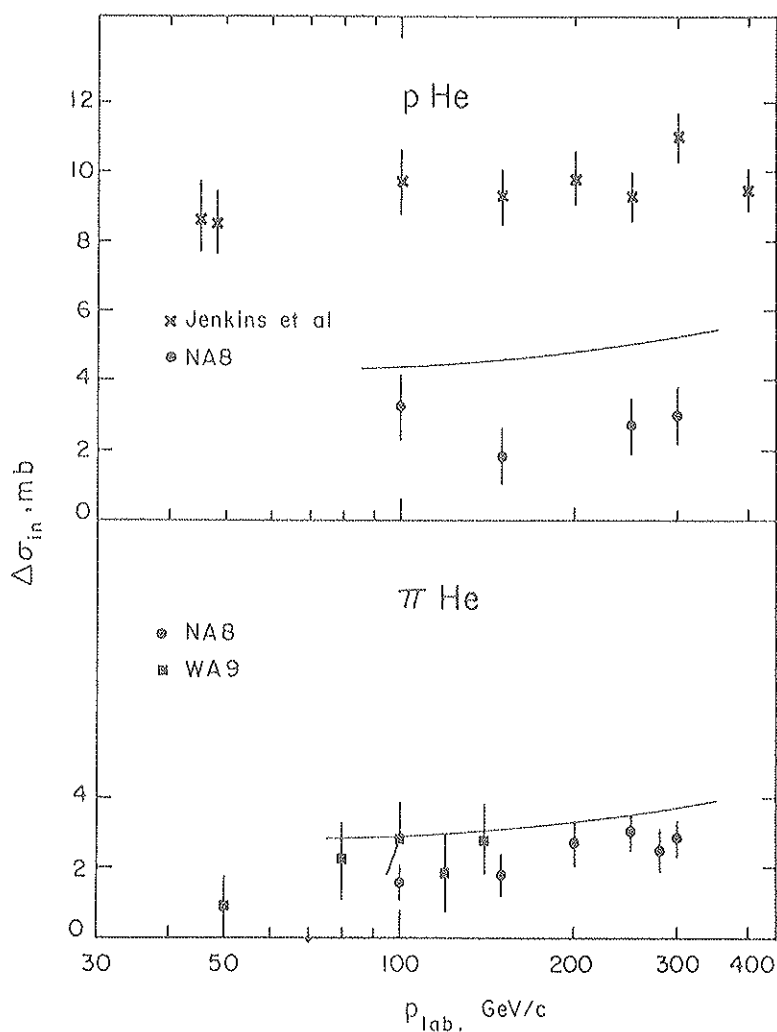 12
p He
10
8
6
Jenkins et al
NA8
4
2
0
Δσin, mb
π He
NA8
WA9
4
2
0
30 50 100 200 300 400
plab, GeV/c